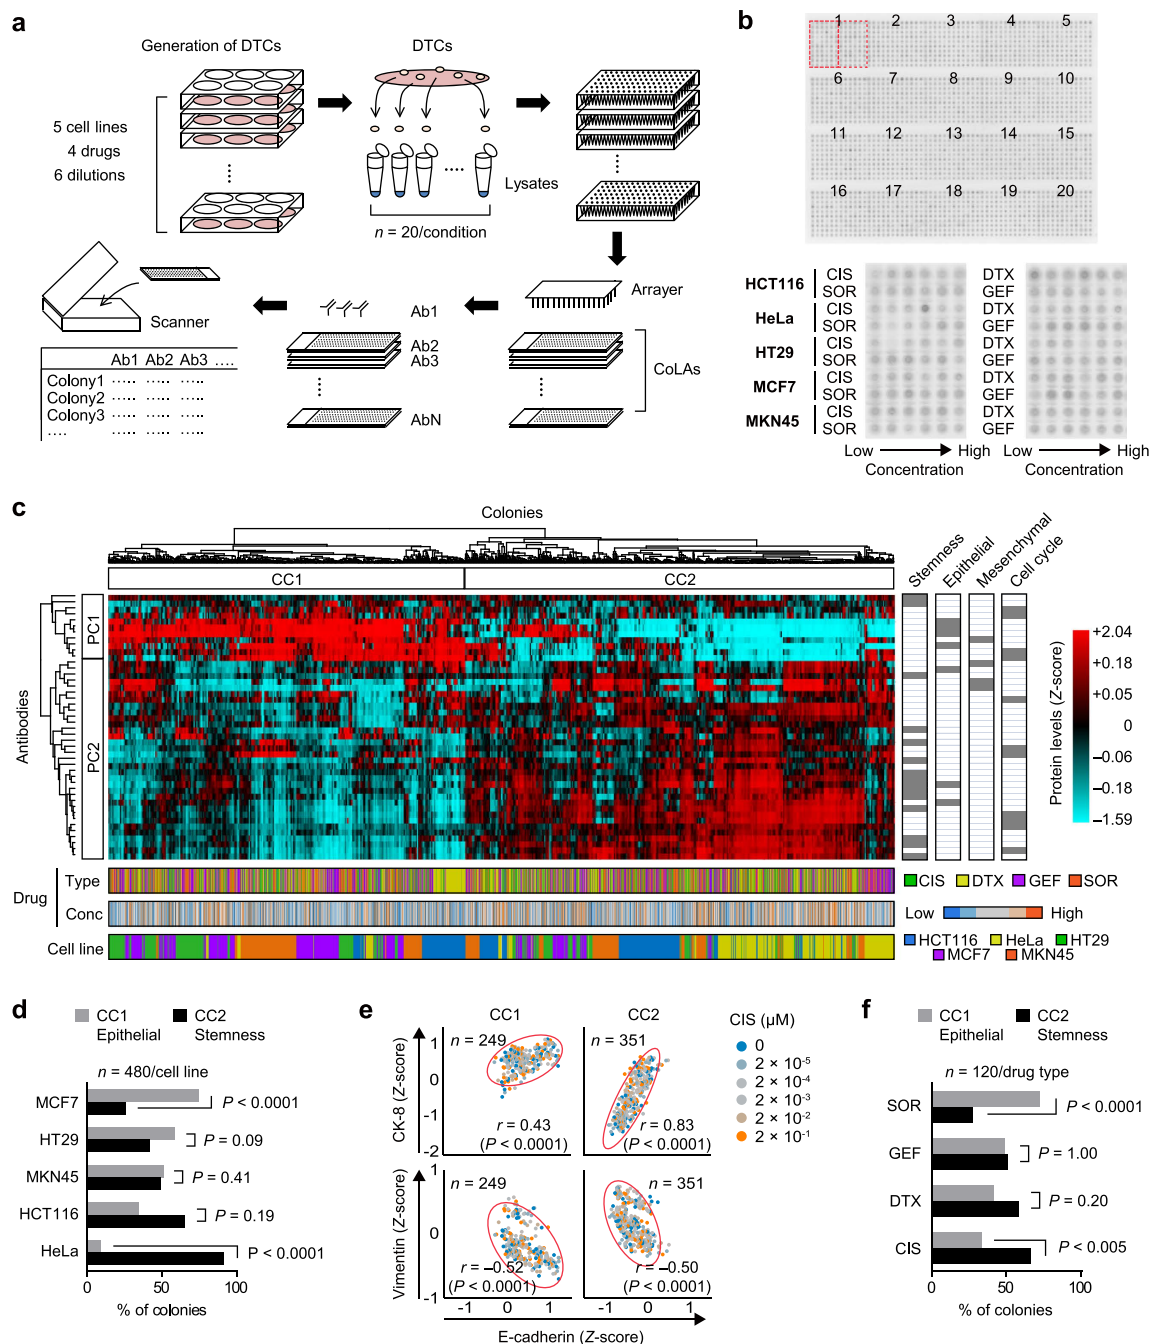 a
Generation of DTCs
DTCs
5 cell lines
4 drugs
6 dilutions
Lysates
n = 20/condition
Arrayer
Scanner
Ab1
Ab2
Ab3
AbN
CoLAs
Ab1 Ab2 Ab3 ....
Colony1 ..... ..... .....
Colony2 ..... ..... .....
Colony3 ..... ..... .....
.... ..... ..... .....
b
1 2 3 4 5
6 7 8 9 10
11 12 13 14 15
16 17 18 19 20
HCT116 CIS DTX
SOR GEF
HeLa CIS DTX
SOR GEF
HT29 CIS DTX
SOR GEF
MCF7 CIS DTX
SOR GEF
MKN45 CIS DTX
SOR GEF
Low High Low High
Concentration Concentration
c
Colonies
CC1 CC2
Stemness
Epithelial
Mesenchymal
Cell cycle
Antibodies
PC1
PC2
Protein levels (Z-score)
+2.04
+0.18
+0.05
0
−0.06
−0.18
−1.59
Drug
Type
Conc
Cell line
CIS DTX GEF SOR
Low High
HCT116 HeLa HT29
MCF7 MKN45
d
CC1 Epithelial
CC2 Stemness
n = 480/cell line
MCF7 P < 0.0001
HT29 P = 0.09
MKN45 P = 0.41
HCT116 P = 0.19
HeLa P < 0.0001
0 100
% of colonies
e
CC1 CC2
CK-8 (Z-score)
1
0
-1
-2
n = 249
r = 0.43
(P < 0.0001)
n = 351
r = 0.83
(P < 0.0001)
Vimentin (Z-score)
1
0
-1
n = 249
r = −0.52
(P < 0.0001)
n = 351
r = −0.50
(P < 0.0001)
-1 0 1 -1 0 1
E-cadherin (Z-score)
CIS (µM)
0
2 × 10-5
2 × 10-4
2 × 10-3
2 × 10-2
2 × 10-1
f
CC1 Epithelial
CC2 Stemness
n = 120/drug type
SOR P < 0.0001
GEF P = 1.00
DTX P = 0.20
CIS P < 0.005
0 100
% of colonies